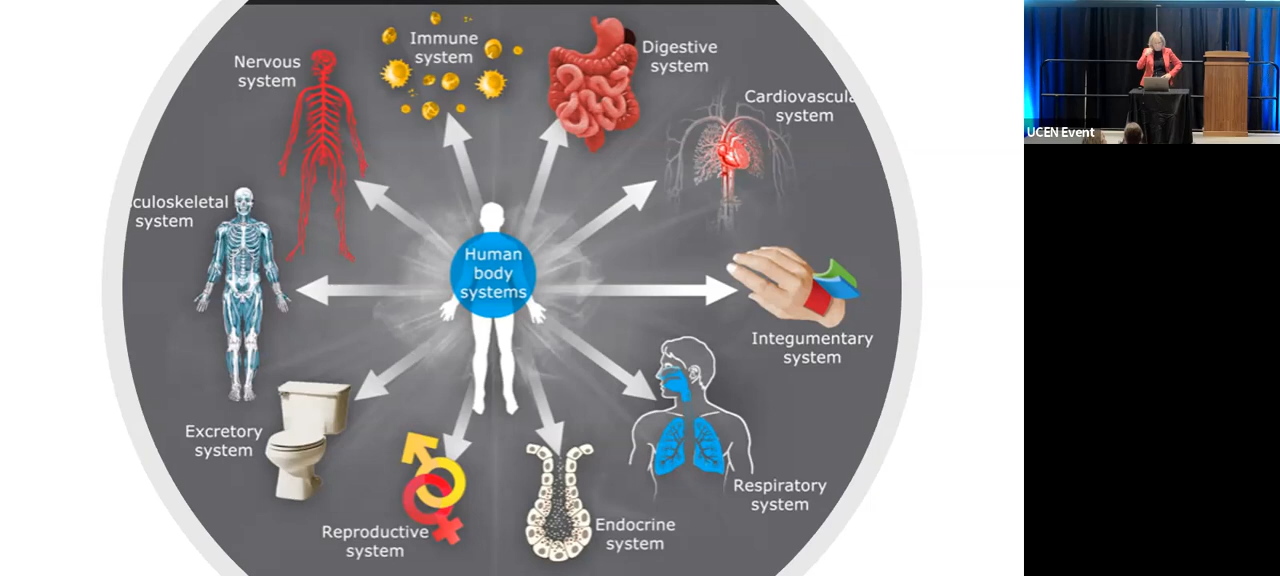 Immune
system
Digestive
system
Nervous
system
Cardiovascula
system
culoskeletal
system
Human
body
systems
Integumentary
system
Excretory
system
Respiratory
system
Reproductive
system
Endocrine
system
UCEN Event